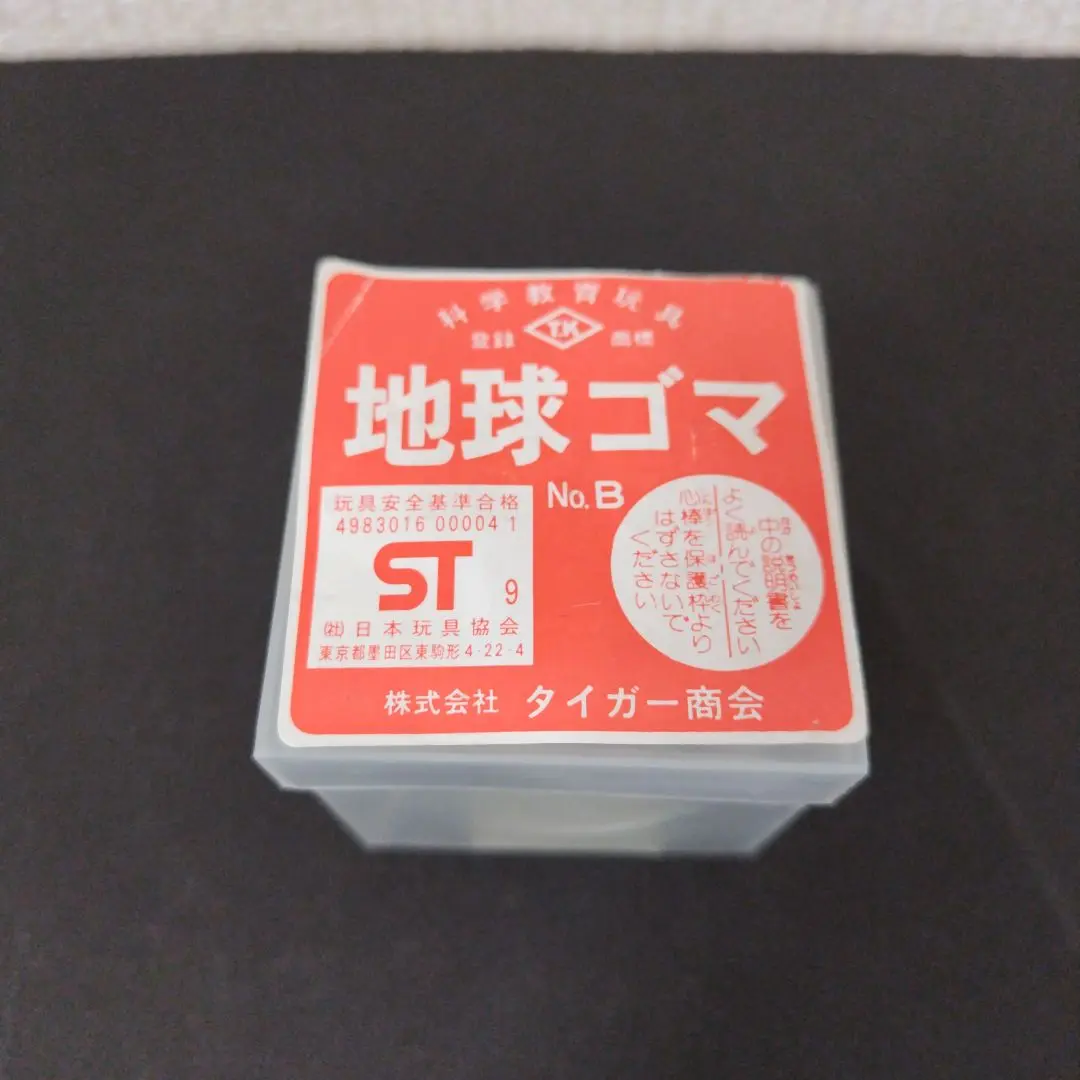 科学教育玩具
登録 T.K 商標
地球ゴマ
No.B
玩具安全基準合格
4983016 00004 1
ST 9
(社)日本玩具協会
東京都墨田区東駒形4-22-4
中の説明書を
よく読んでください
心棒を保護枠より
はずさないで
ください
株式会社 タイガー商会